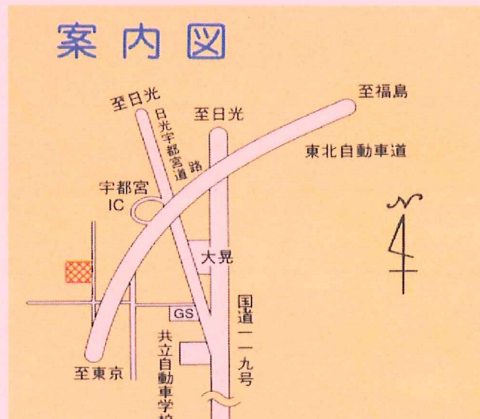 案内図
至日光
至日光
至福島
日光宇都宮道路
東北自動車道
宇都宮
IC
大晃
N
GS
国道一一九号
共立自動車学校
至東京